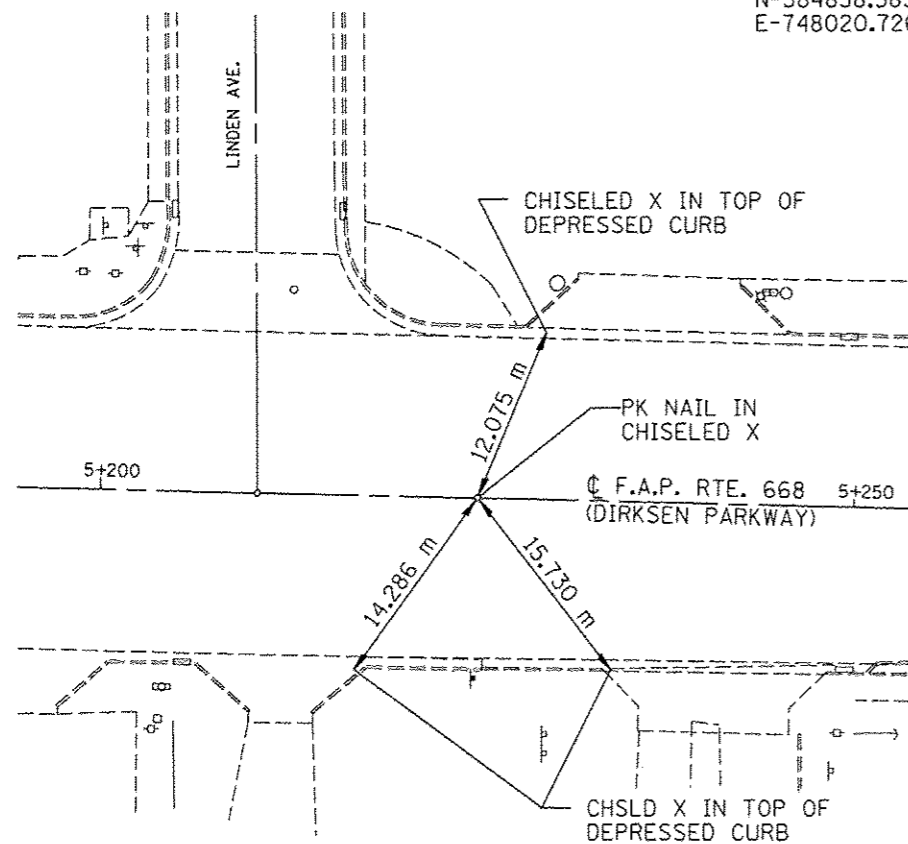 E-748020.726
LINDEN AVE.
CHISELED X IN TOP OF
DEPRESSED CURB
12.075 m
PK NAIL IN
CHISELED X
5+200
℄ F.A.P. RTE. 668
5+250
(DIRKSEN PARKWAY)
14.286 m
15.730 m
CHSLD X IN TOP OF
DEPRESSED CURB